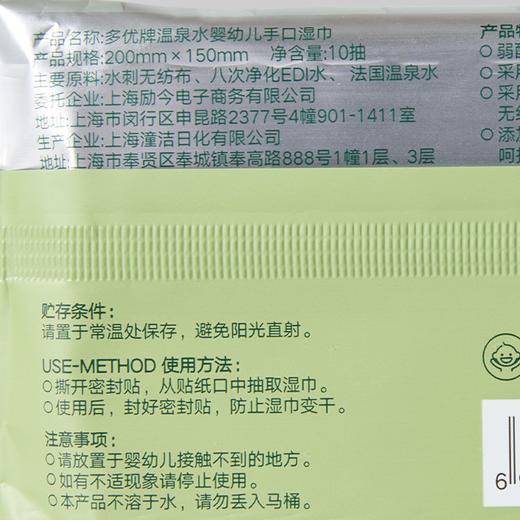 产品名称:多优牌温泉水婴幼儿手口湿巾
产品规格:200mm×150mm 净含量:10抽
主要原料:水刺无纺布、八次净化EDI水、法国温泉水
委托企业:上海励今电子商务有限公司
地址:上海市闵行区申昆路2377号4幢901-1411室
生产企业:上海潼洁日化有限公司
地址:上海市奉贤区奉城镇奉高路888号1幢1层、3层
产品
弱
采用
无纺
添
贮存条件:
请置于常温处保存，避免阳光直射。
USE-METHOD 使用方法:
撕开密封贴，从贴纸口中抽取湿巾。
使用后，封好密封贴，防止湿巾变干。
注意事项:
请放置于婴幼儿接触不到的地方。
如有不适现象请停止使用。
本产品不溶于水，请勿丢入马桶。
6